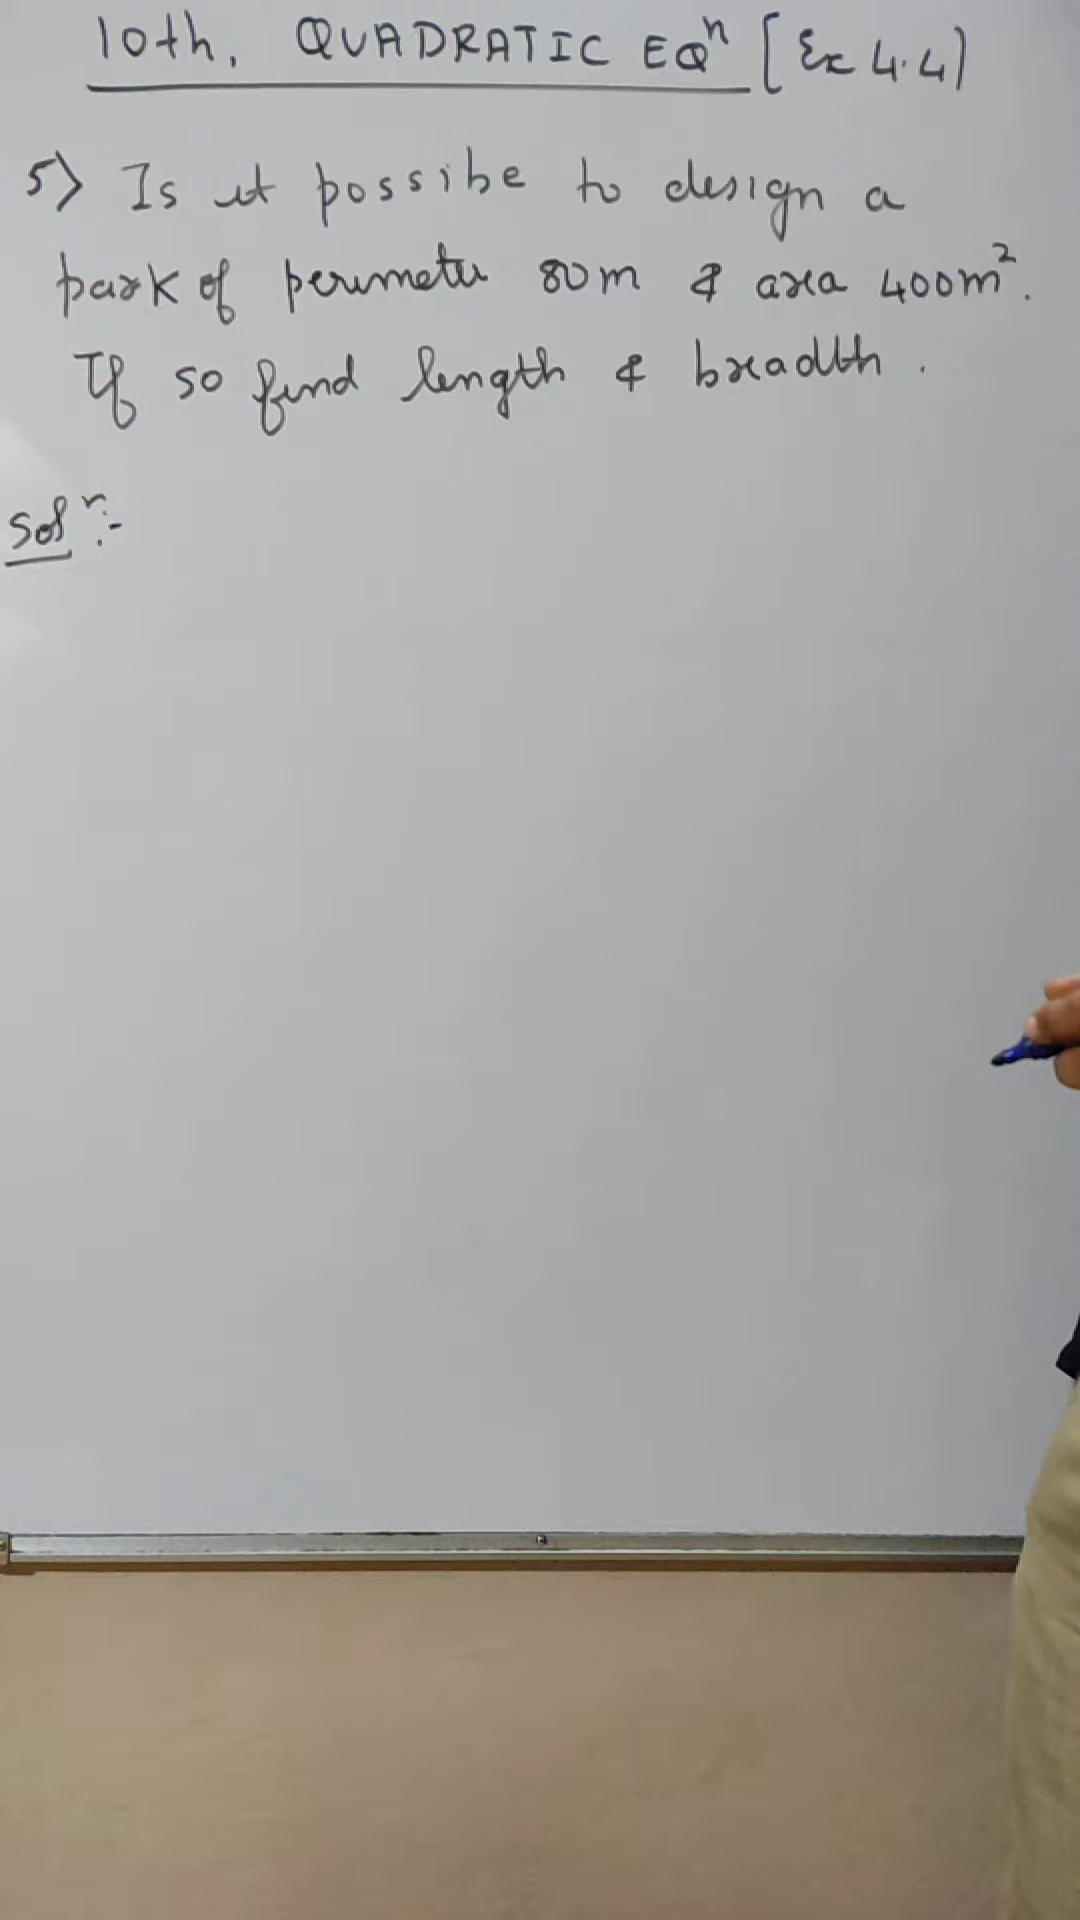 10th, QUADRATIC EQⁿ [Ex 4.4]
5) Is it possibe to design a
park of perimeter 80m & area 400m².
If so find length & breadth.
Solⁿ:-